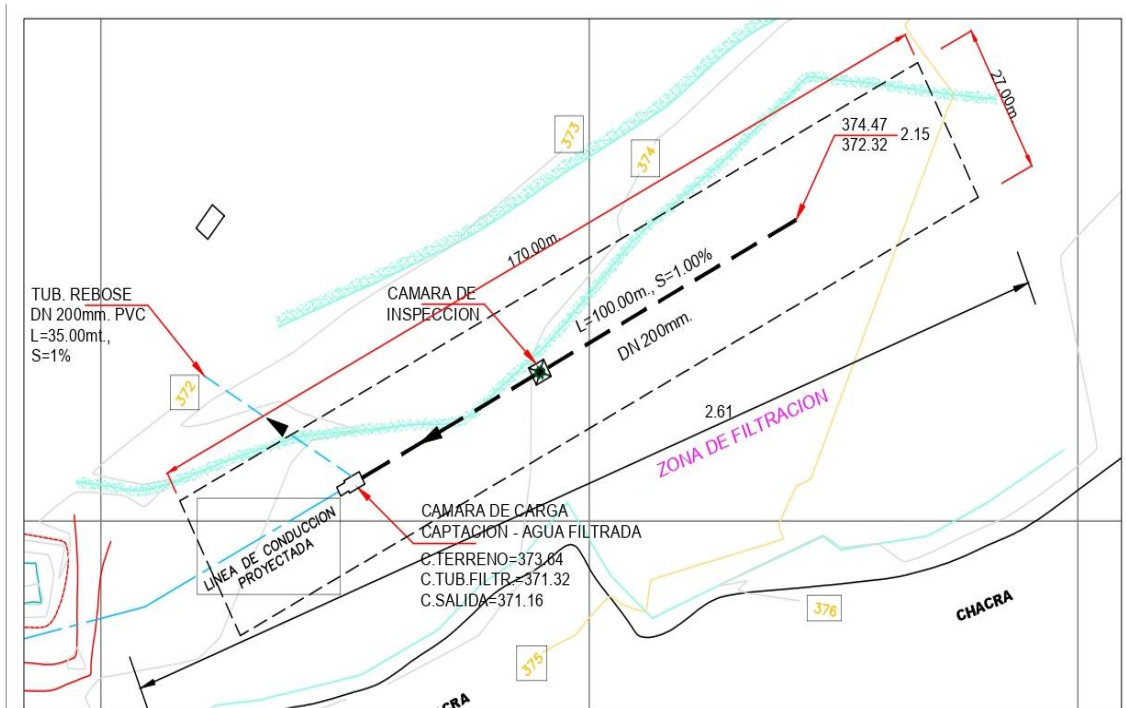 27.00m.
373
374
374.47
372.32
2.15
170.00m.
TUB. REBOSE
DN 200mm. PVC
L=35.00mt.,
S=1%
CAMARA DE
INSPECCION
L=100.00m., S=1.00%
DN 200mm.
372
2.61
ZONA DE FILTRACION
CAMARA DE CARGA
CAPTACION - AGUA FILTRADA
C.TERRENO=373.64
C.TUB.FILTR.=371.32
C.SALIDA=371.16
LINEA DE CONDUCCION
PROYECTADA
376
CHACRA
375
ACRA